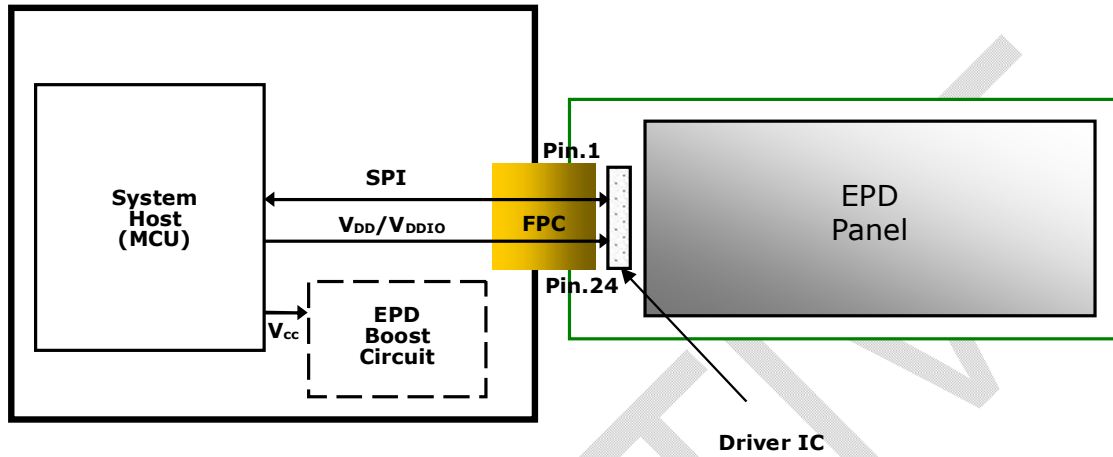 Pin.1
SPI
System
Host
(MCU)
VDD/VDDIO
FPC
EPD
Panel
Pin.24
VCC
EPD
Boost
Circuit
Driver IC